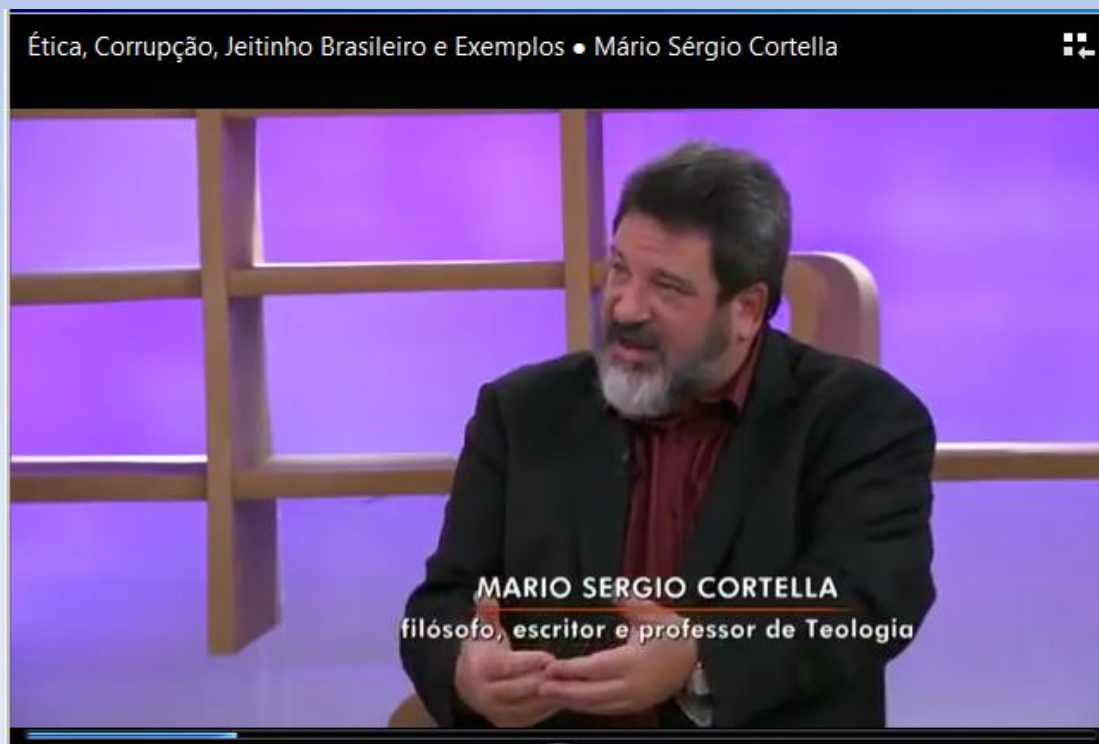 Ética, Corrupção, Jeitinho Brasileiro e Exemplos ● Mário Sérgio Cortella
MARIO SERGIO CORTELLA
filósofo, escritor e professor de Teologia